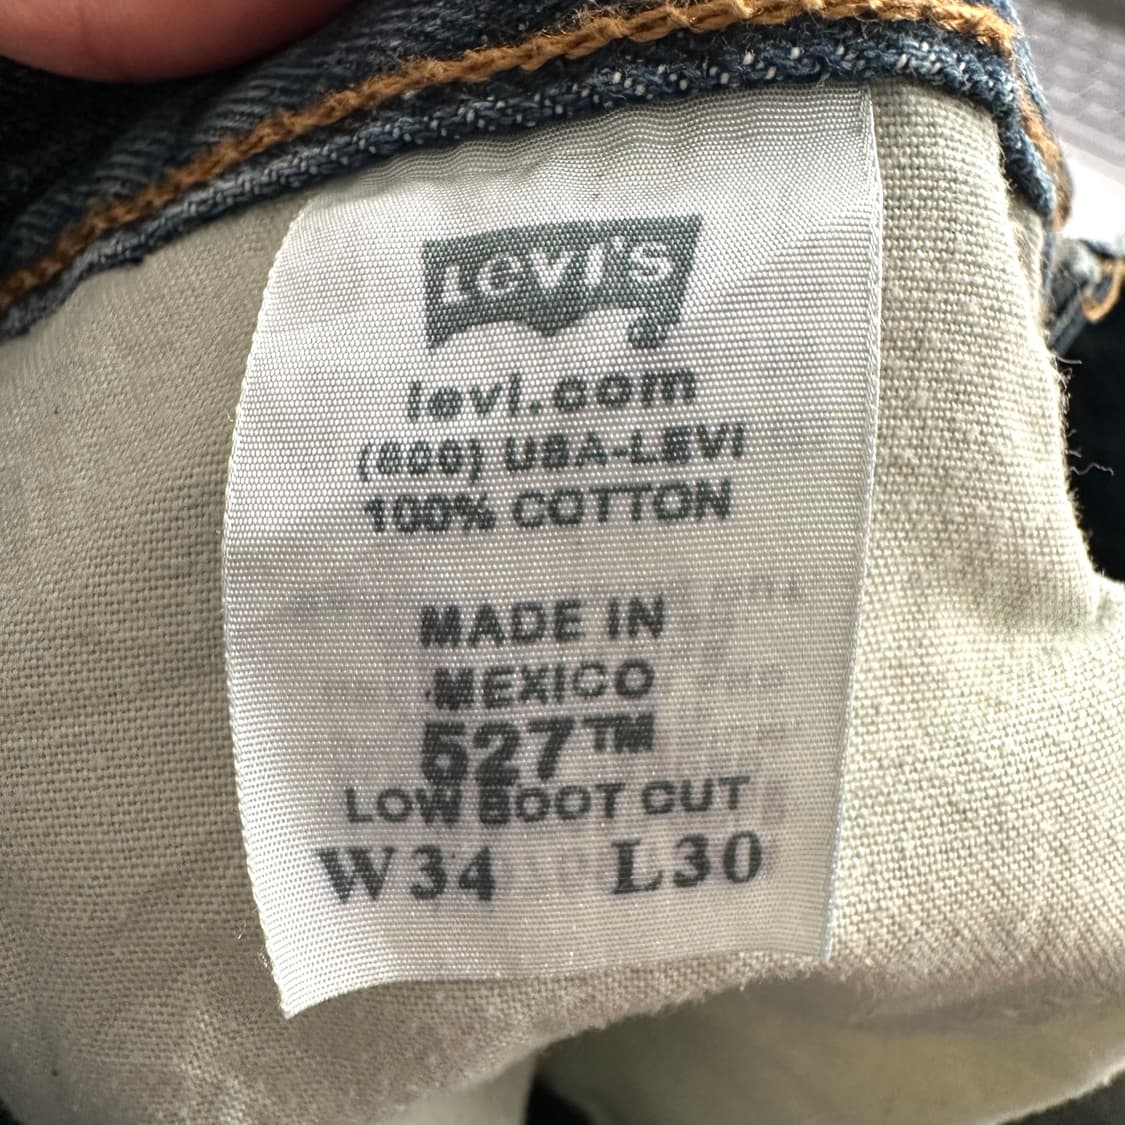 Levi's
levi.com
(800) USA-LEVI
100% COTTON
MADE IN
MEXICO
527™
LOW BOOT CUT
W34 L30